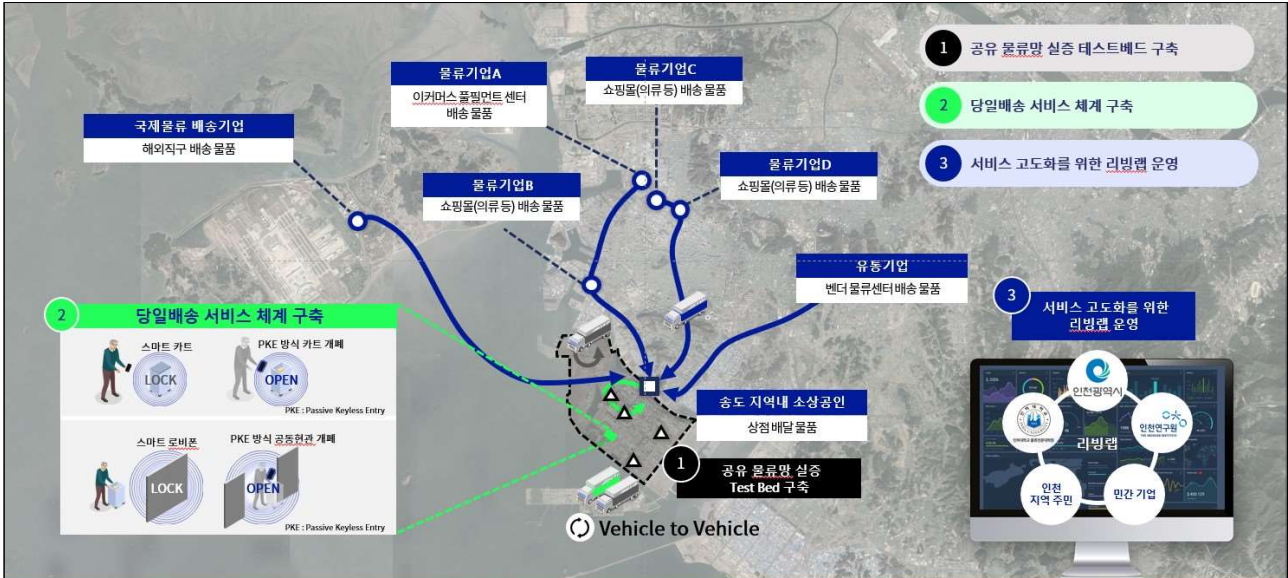 1 공유 물류망 실증 테스트베드 구축
2 당일배송 서비스 체계 구축
3 서비스 고도화를 위한 리빙랩 운영
물류기업A
이커머스 풀필먼트 센터
배송 물품
물류기업C
쇼핑몰(의류 등) 배송 물품
국제물류 배송기업
해외직구 배송 물품
물류기업B
쇼핑몰(의류 등) 배송 물품
물류기업D
쇼핑몰(의류 등) 배송 물품
유통기업
벤더 물류센터 배송 물품
2 당일배송 서비스 체계 구축
스마트 카트
PKE 방식 카트 개폐
LOCK
OPEN
PKE : Passive Keyless Entry
스마트 로비폰
PKE 방식 공동현관 개폐
LOCK
OPEN
PKE : Passive Keyless Entry
송도 지역내 소상공인
상점 배달 물품
1
공유 물류망 실증
Test Bed 구축
Vehicle to Vehicle
3
서비스 고도화를 위한
리빙랩 운영
인천광역시
인천연구원
리빙랩
인천
지역 주민
민간 기업